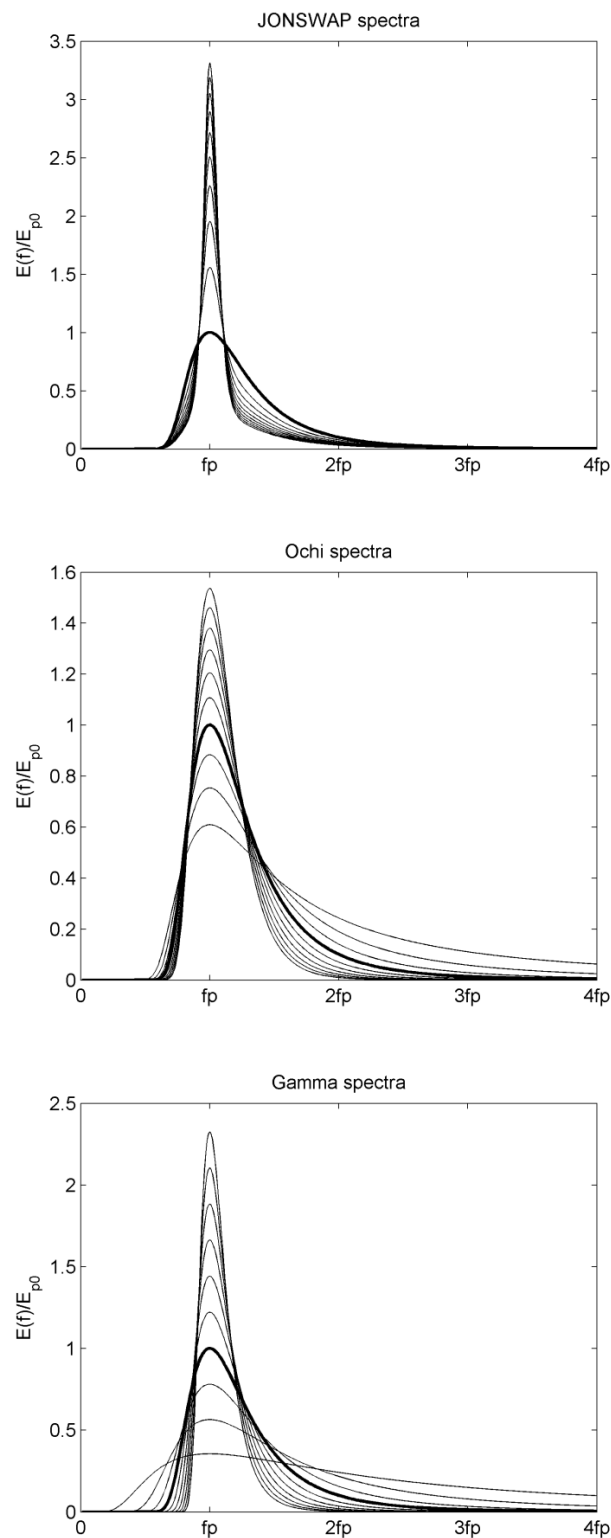 JONSWAP spectra
3.5
3
2.5
2
1.5
1
0.5
0
E(f)/E_p0
0 fp 2fp 3fp 4fp
Ochi spectra
1.6
1.4
1.2
1
0.8
0.6
0.4
0.2
0
E(f)/E_p0
0 fp 2fp 3fp 4fp
Gamma spectra
2.5
2
1.5
1
0.5
0
E(f)/E_p0
0 fp 2fp 3fp 4fp